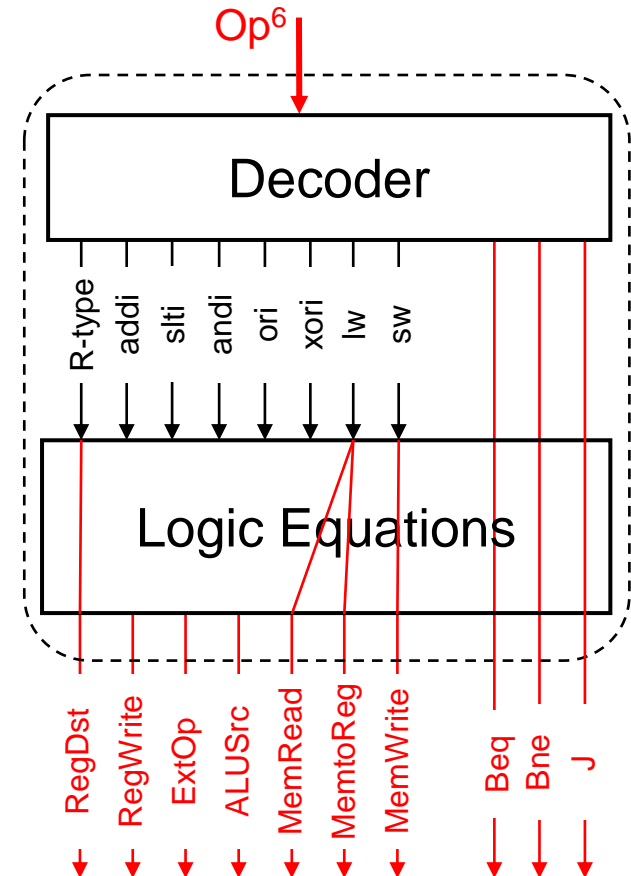 Op⁶
Decoder
R-type
addi
slti
andi
ori
xori
lw
sw
Logic Equations
RegDst
RegWrite
ExtOp
ALUSrc
MemRead
MemtoReg
MemWrite
Beq
Bne
J